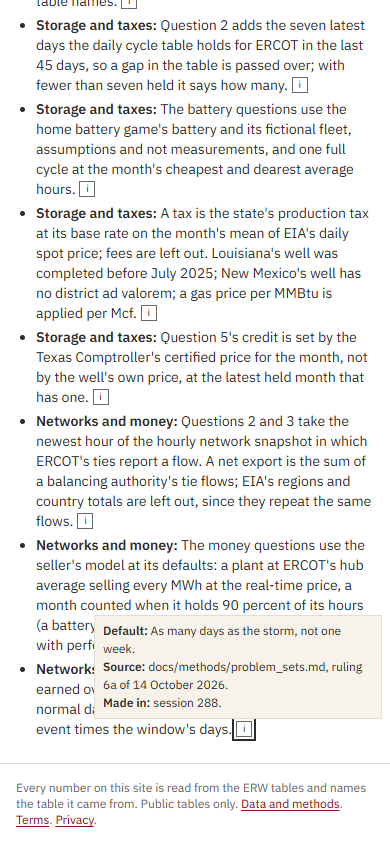 table names. i
• Storage and taxes: Question 2 adds the seven latest
days the daily cycle table holds for ERCOT in the last
45 days, so a gap in the table is passed over; with
fewer than seven held it says how many. i
• Storage and taxes: The battery questions use the
home battery game's battery and its fictional fleet,
assumptions and not measurements, and one full
cycle at the month's cheapest and dearest average
hours. i
• Storage and taxes: A tax is the state's production tax
at its base rate on the month's mean of EIA's daily
spot price; fees are left out. Louisiana's well was
completed before July 2025; New Mexico's well has
no district ad valorem; a gas price per MMBtu is
applied per Mcf. i
• Storage and taxes: Question 5's credit is set by the
Texas Comptroller's certified price for the month, not
by the well's own price, at the latest held month that
has one. i
• Networks and money: Questions 2 and 3 take the
newest hour of the hourly network snapshot in which
ERCOT's ties report a flow. A net export is the sum of
a balancing authority's tie flows; EIA's regions and
country totals are left out, since they repeat the same
flows. i
• Networks and money: The money questions use the
seller's model at its defaults: a plant at ERCOT's hub
average selling every MWh at the real-time price, a
month counted when it holds 90 percent of its hours
(a battery
with perf
• Networks
earned ov
normal da
event times the window's days. i
Default: As many days as the storm, not one
week.
Source: docs/methods/problem_sets.md, ruling
6a of 14 October 2026.
Made in: session 288.
Every number on this site is read from the ERW tables and names
the table it came from. Public tables only. Data and methods.
Terms. Privacy.